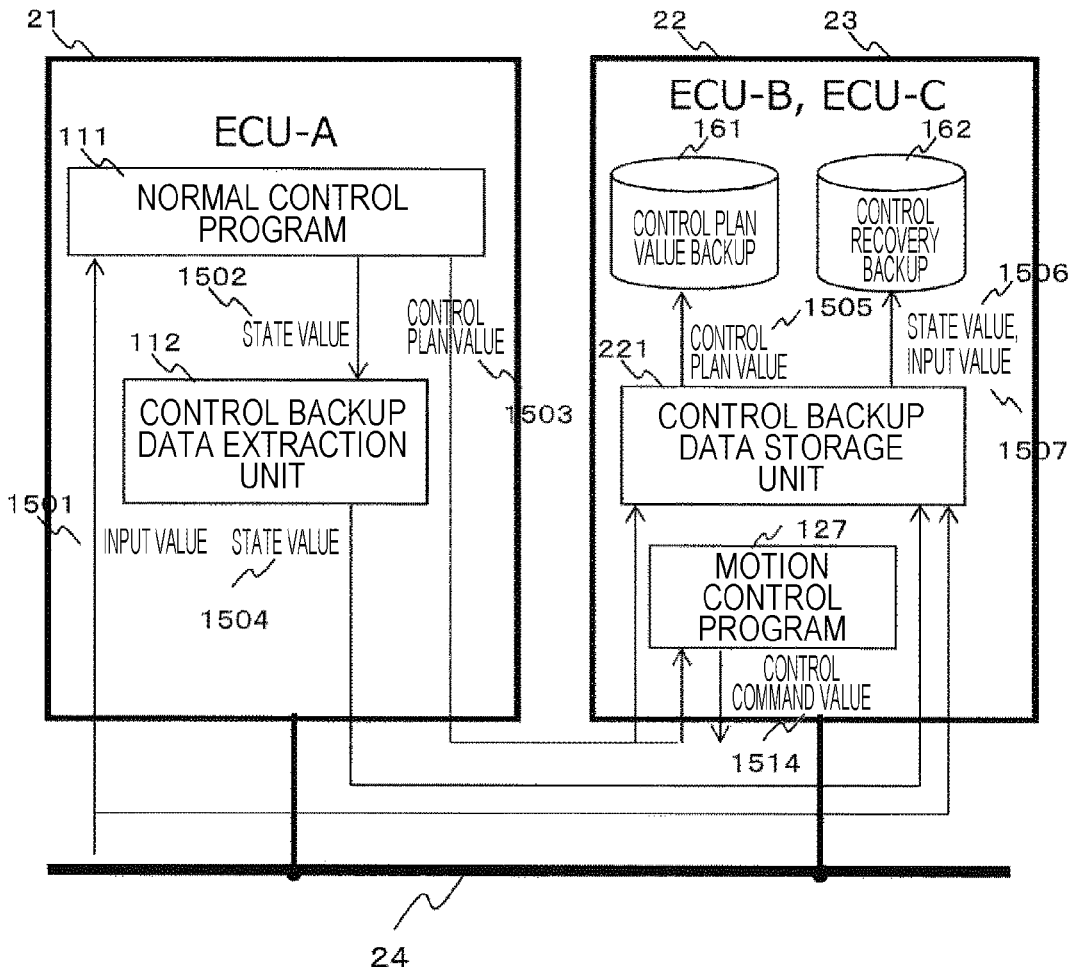 21
22
23
ECU-A
ECU-B, ECU-C
111
161
162
NORMAL CONTROL
PROGRAM
CONTROL PLAN
VALUE BACKUP
CONTROL
RECOVERY
BACKUP
1502
STATE VALUE
CONTROL
PLAN VALUE
1503
112
CONTROL BACKUP
DATA EXTRACTION
UNIT
1505
CONTROL
PLAN VALUE
1506
STATE VALUE,
INPUT VALUE
1507
221
CONTROL BACKUP
DATA STORAGE
UNIT
1501
INPUT VALUE
STATE VALUE
1504
127
MOTION
CONTROL
PROGRAM
CONTROL
COMMAND VALUE
1514
24